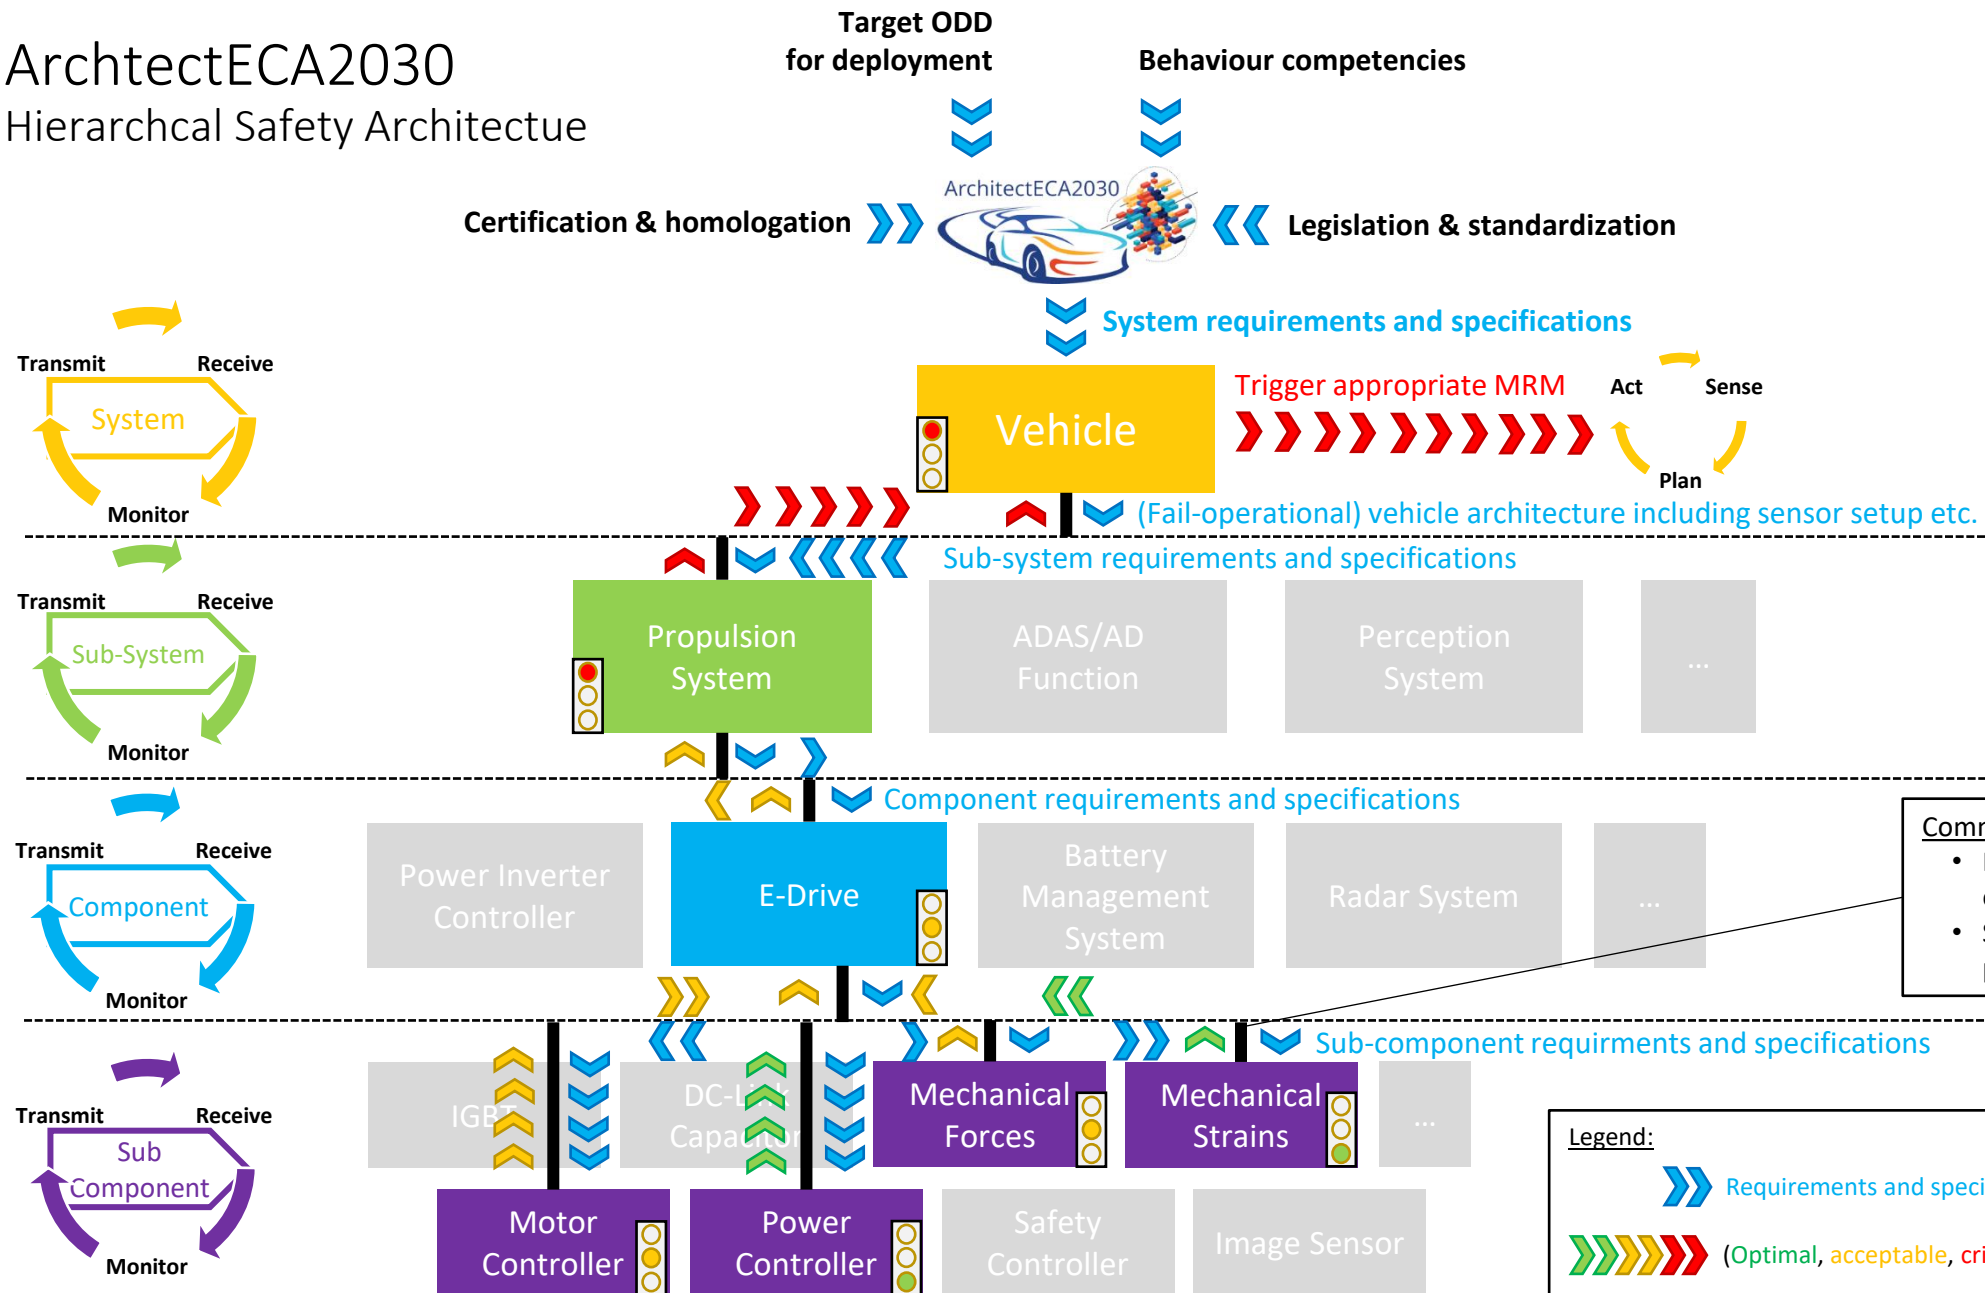 ArchtectECA2030
Hierarchcal Safety Architectue
Target ODD
for deployment
Behaviour competencies
ArchitectECA2030
Certification & homologation
Legislation & standardization
System requirements and specifications
Transmit
Receive
System
Monitor
Vehicle
Trigger appropriate MRM
Act
Sense
Plan
(Fail-operational) vehicle architecture including sensor setup etc.
Sub-system requirements and specifications
Transmit
Receive
Sub-System
Monitor
Propulsion
System
ADAS/AD
Function
Perception
System
...
Component requirements and specifications
Transmit
Receive
Component
Monitor
Power Inverter
Controller
E-Drive
Battery
Management
System
Radar System
...
Sub-component requirments and specifications
Transmit
Receive
Sub
Component
Monitor
IGBT
DC-Link
Capacitor
Mechanical
Forces
Mechanical
Strains
...
Motor
Controller
Power
Controller
Safety
Controller
Image Sensor
Legend:
Requirements and
(Optimal, acceptable,